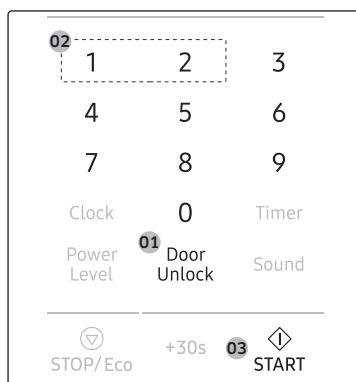 02
1 2 3
4 5 6
7 8 9
Clock 0 Timer
01
Power Level Door Unlock Sound
STOP/Eco +30s 03 START